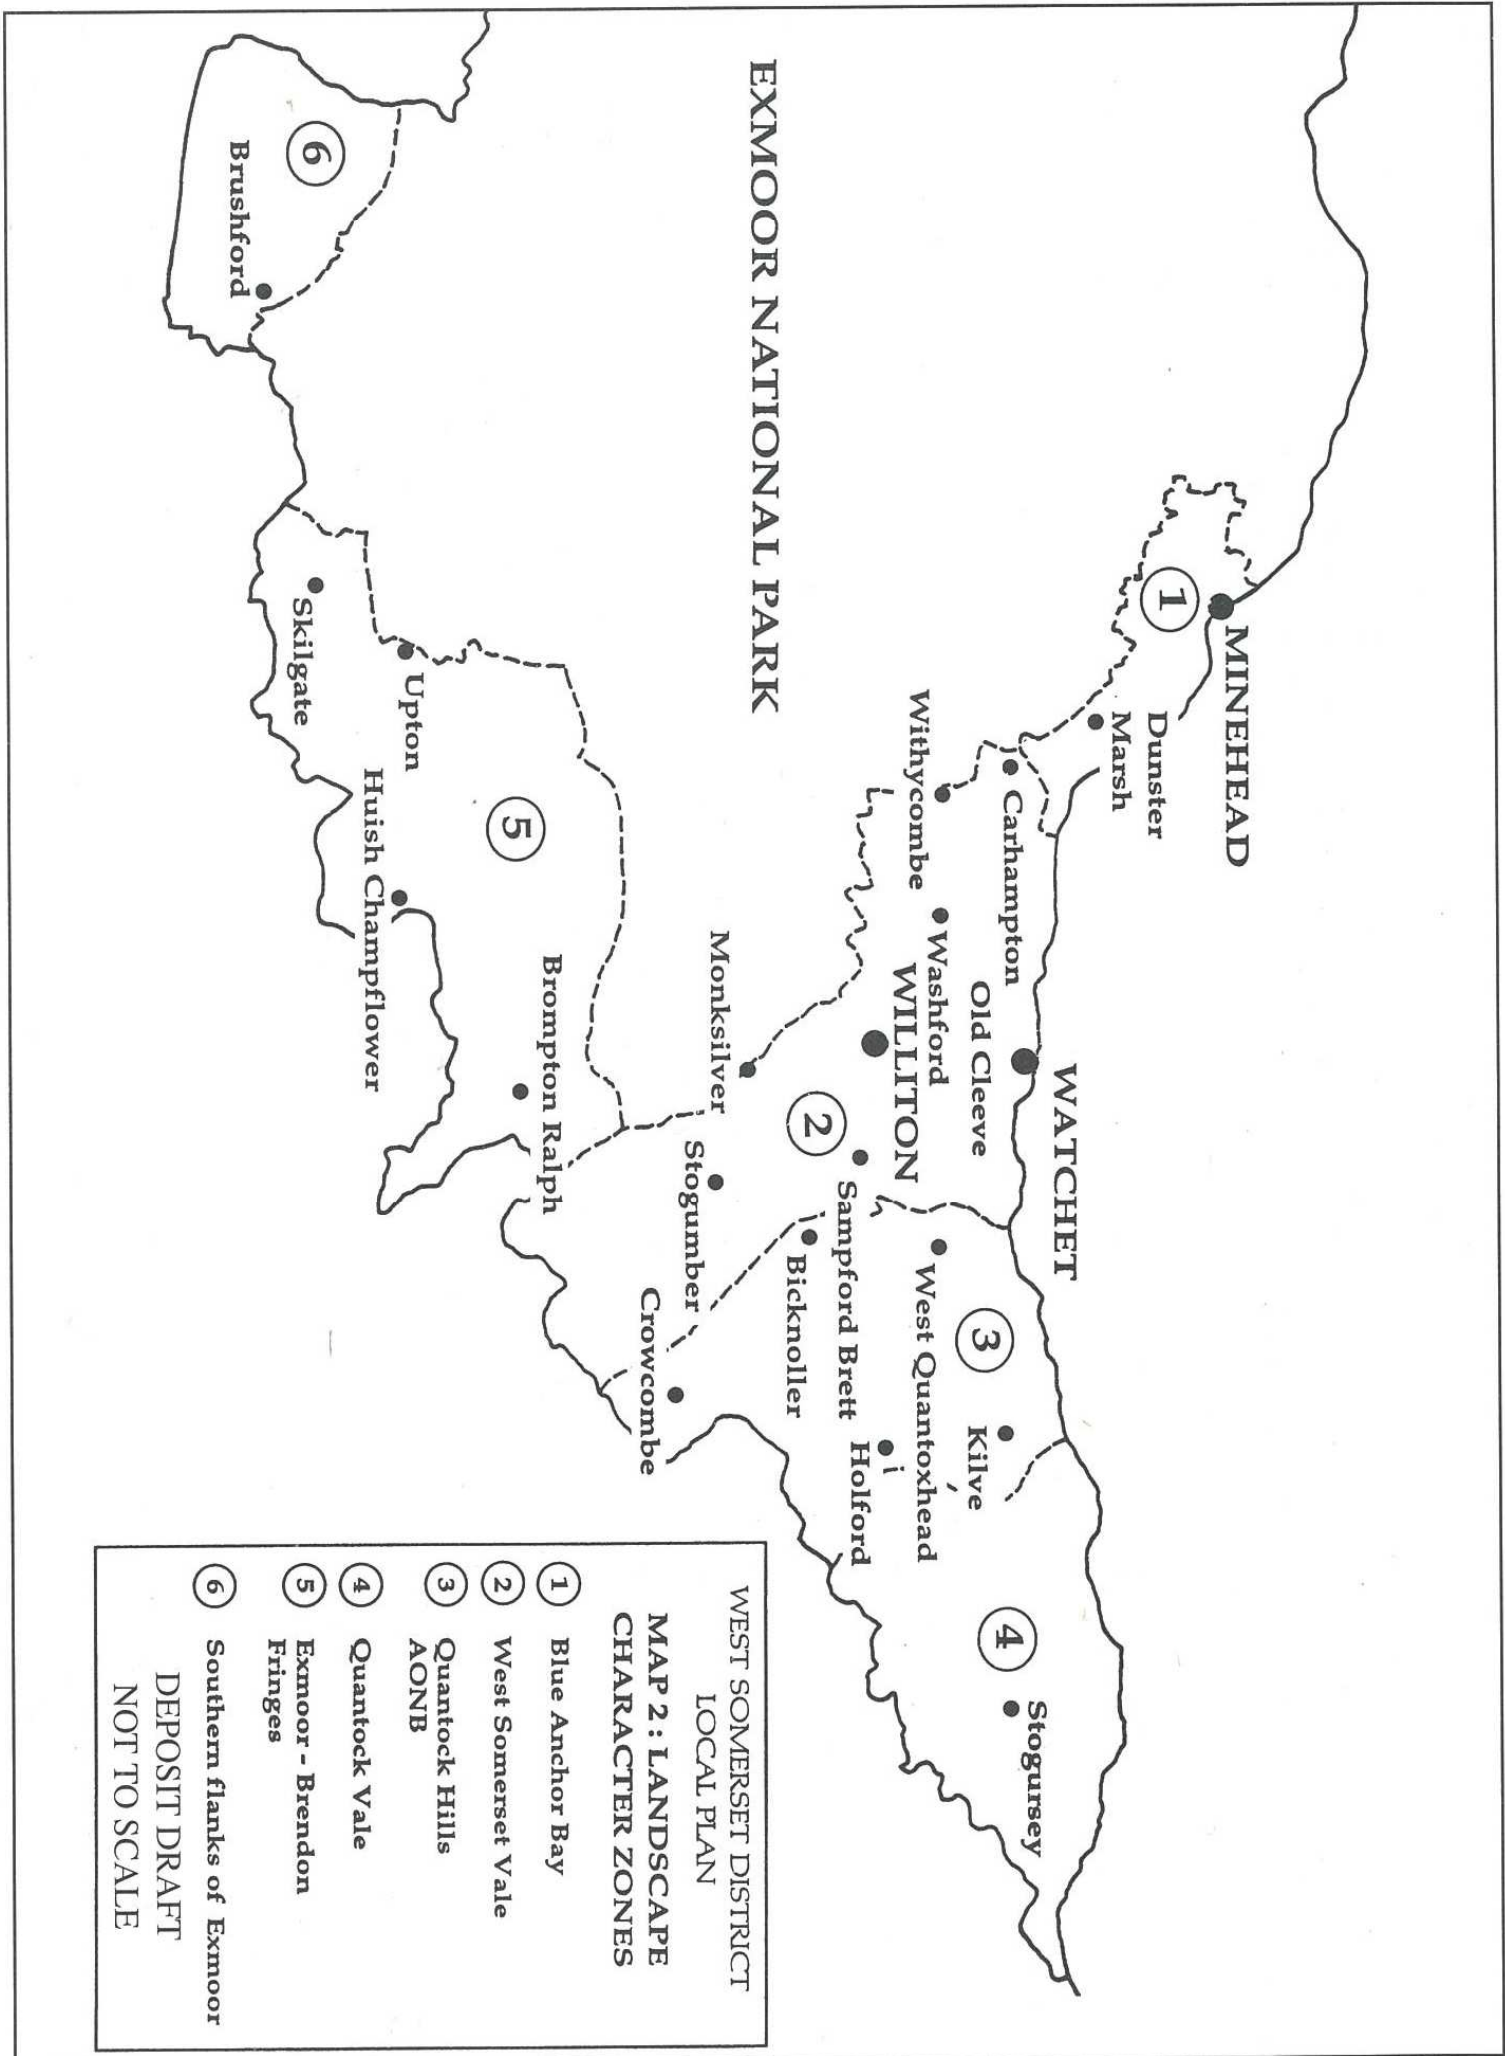 EXMOOR NATIONAL PARK
MINEHEAD
Dunster
Marsh
Carhampton
Withycombe
Washford
Old Cleeve
WATCHET
WILLITON
Monksilver
Sampford Brett
Stogumber
Bicknoller
West Quantoxhead
Kilve
Holford
Crowcombe
Stogursey
Brushford
Skilgate
Upton
Huish Champflower
Brompton Ralph
1
2
3
4
5
6
WEST SOMERSET DISTRICT
LOCAL PLAN
MAP 2 : LANDSCAPE
CHARACTER ZONES
1 Blue Anchor Bay
2 West Somerset Vale
3 Quantock Hills
AONB
4 Quantock Vale
5 Exmoor - Brendon
Fringes
6 Southern flanks of Exmoor
DEPOSIT DRAFT
NOT TO SCALE